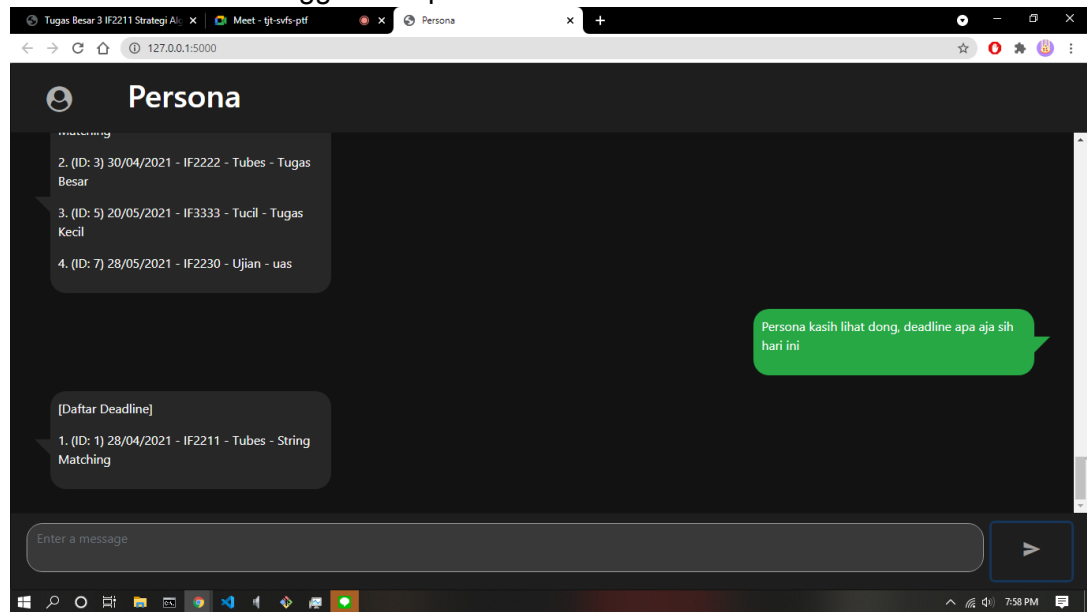 Tugas Besar 3 IF2211 Strategi Al
Meet - tjt-svfs-ptf
Persona
127.0.0.1:5000
Persona
Matching
2. (ID: 3) 30/04/2021 - IF2222 - Tubes - Tugas
Besar
3. (ID: 5) 20/05/2021 - IF3333 - Tucil - Tugas
Kecil
4. (ID: 7) 28/05/2021 - IF2230 - Ujian - uas
Persona kasih lihat dong, deadline apa aja sih
hari ini
[Daftar Deadline]
1. (ID: 1) 28/04/2021 - IF2211 - Tubes - String
Matching
Enter a message
7:58 PM